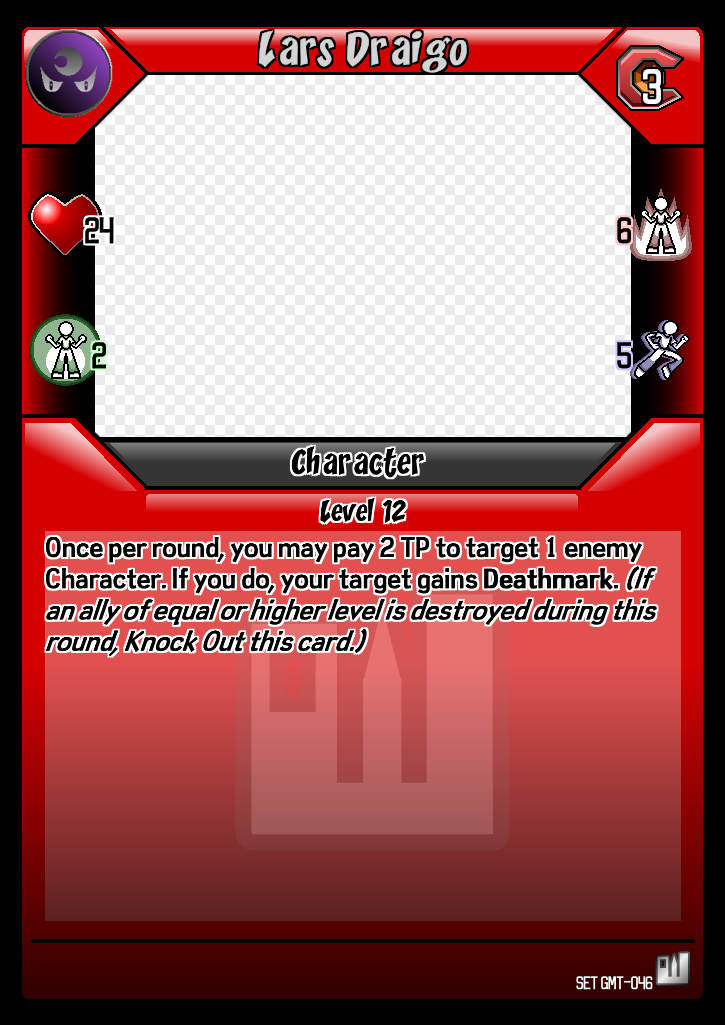 Lars Draigo
3
24
6
2
5
Character
Level 12
Once per round, you may pay 2 TP to target 1 enemy
Character. If you do, your target gains Deathmark. (If
an ally of equal or higher level is destroyed during this
round, Knock Out this card.)
SET GMT-046